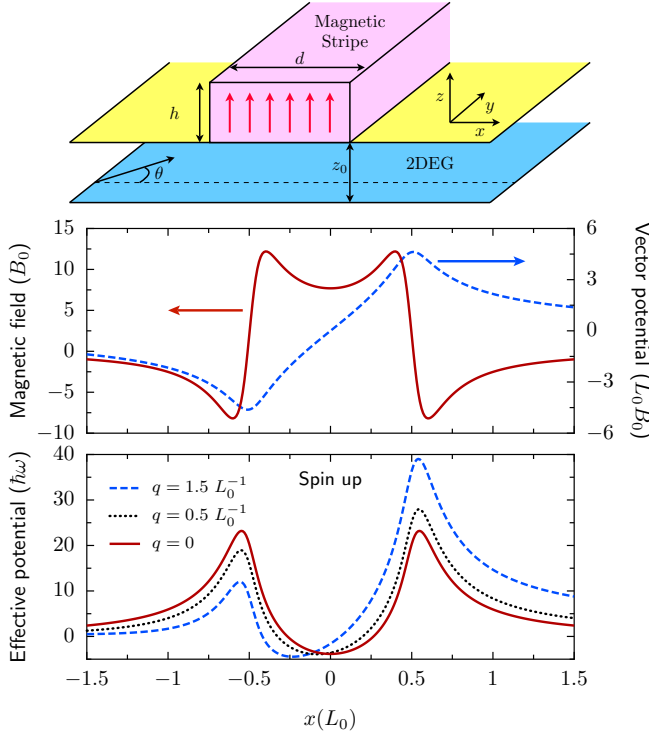 Magnetic
Stripe
d
h
z
y
x
z₀
2DEG
θ
Magnetic field (B₀)
15
10
5
0
−5
−10
6
3
0
−3
−6
Vector potential (L₀B₀)
Effective potential (ħω)
40
30
20
10
0
Spin up
q = 1.5 L₀⁻¹
q = 0.5 L₀⁻¹
q = 0
−1.5 −1 −0.5 0 0.5 1 1.5
x(L₀)